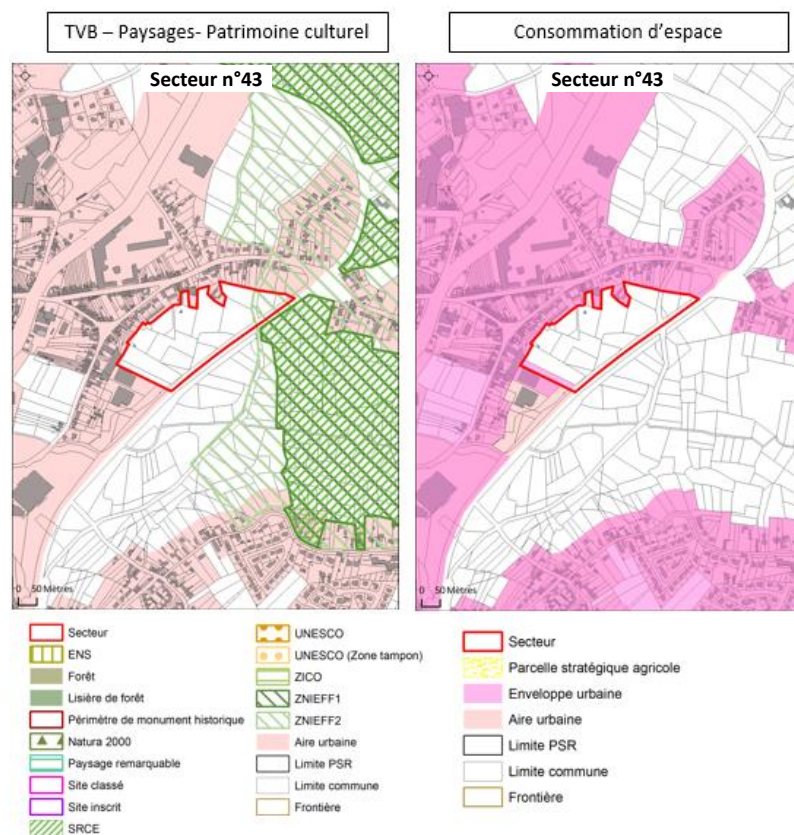 TVB – Paysages- Patrimoine culturel
Consommation d'espace
Secteur n°43
Secteur n°43
0 50 Mètres
0 50 Mètres
Secteur
ENS
Forêt
Lisière de forêt
Périmètre de monument historique
Natura 2000
Paysage remarquable
Site classé
Site inscrit
SRCE
UNESCO
UNESCO (Zone tampon)
ZICO
ZNIEFF1
ZNIEFF2
Aire urbaine
Limite PSR
Limite commune
Frontière
Secteur
Parcelle stratégique agricole
Enveloppe urbaine
Aire urbaine
Limite PSR
Limite commune
Frontière